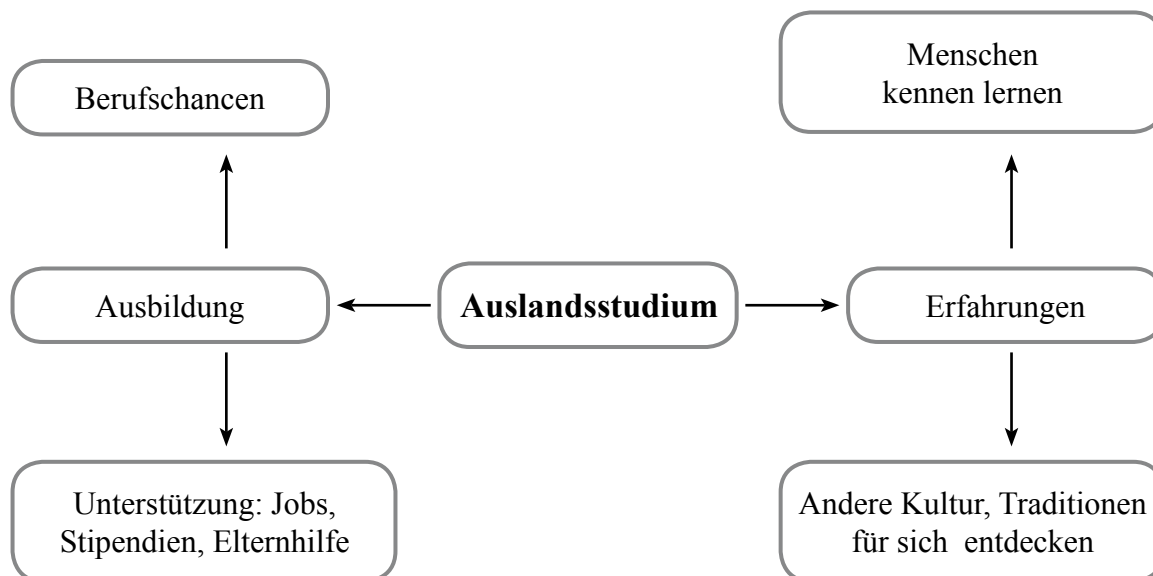 Berufschancen
Menschen
kennen lernen
Ausbildung
Auslandsstudium
Erfahrungen
Unterstützung: Jobs,
Stipendien, Elternhilfe
Andere Kultur, Traditionen
für sich entdecken